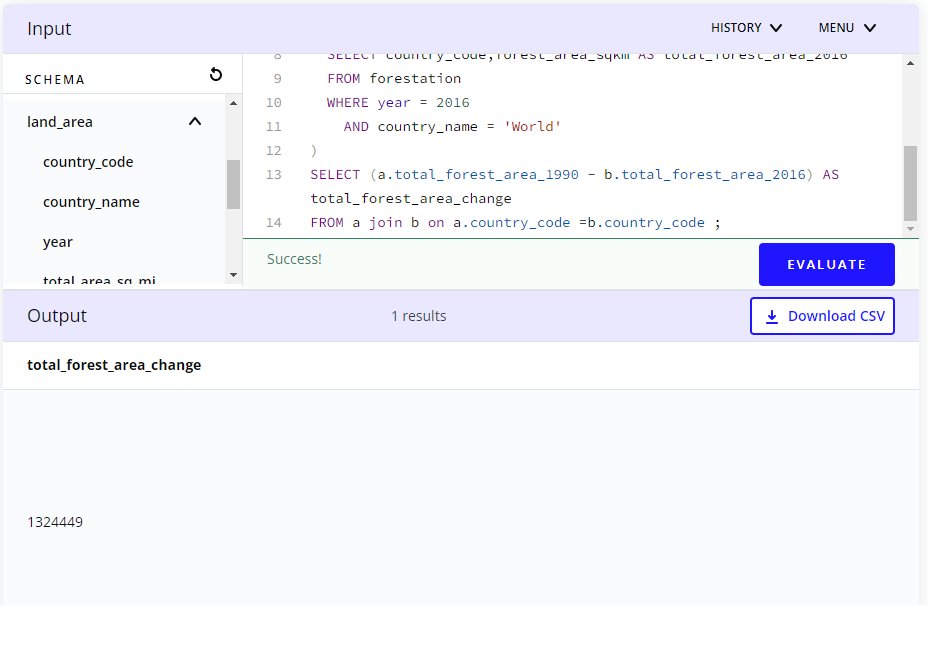 Input
HISTORY
MENU
SCHEMA
land_area
country_code
country_name
year
total_area_sq_mi
8 SELECT country_code,forest_area_sqkm AS total_forest_area_2016
9 FROM forestation
10 WHERE year = 2016
11 AND country_name = 'World'
12 )
13 SELECT (a.total_forest_area_1990 - b.total_forest_area_2016) AS
total_forest_area_change
14 FROM a join b on a.country_code =b.country_code ;
Success!
EVALUATE
Output
1 results
Download CSV
total_forest_area_change
1324449